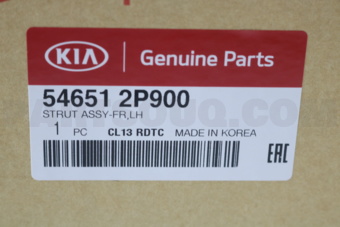 KIA Genuine Parts
54651 2P900
STRUT ASSY-FR,LH
1 PC CL13 RDTC MADE IN KOREA
EAC